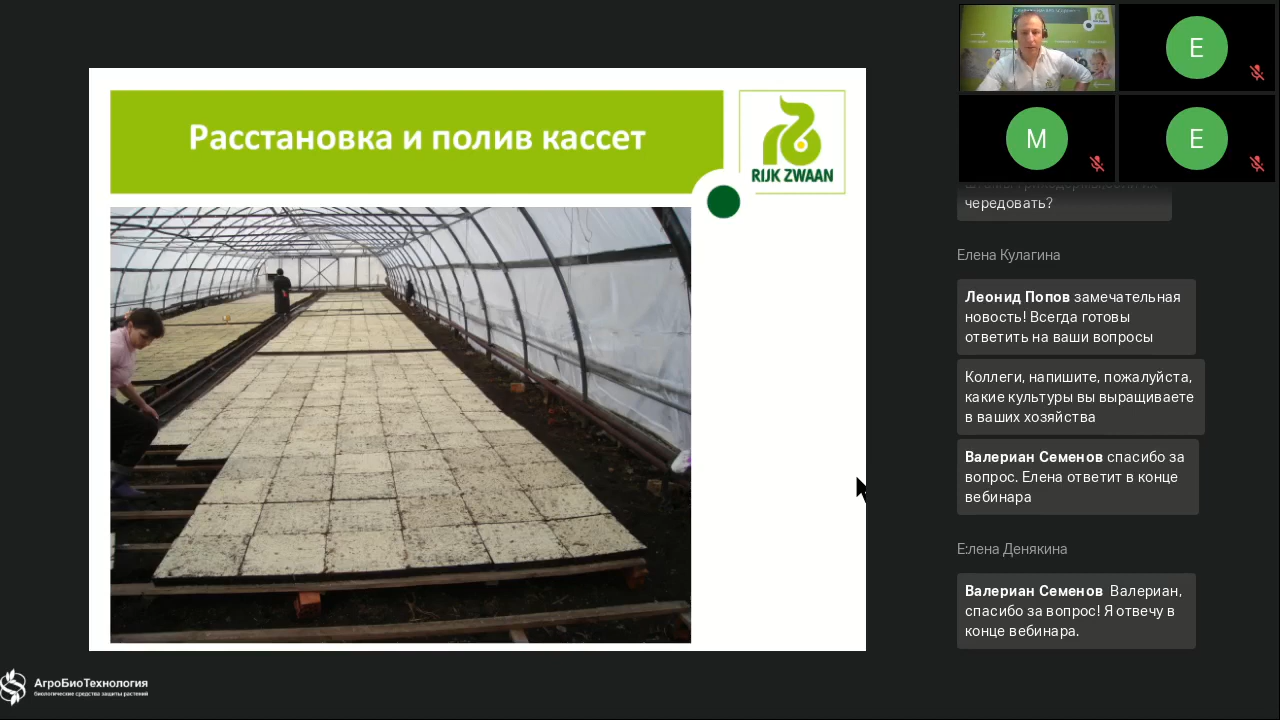 Расстановка и полив кассет
RIJK ZWAAN
E
M
E
чередовать?
Елена Кулагина
Леонид Попов замечательная
новость! Всегда готовы
ответить на ваши вопросы
Коллеги, напишите, пожалуйста,
какие культуры вы выращиваете
в ваших хозяйства
Валериан Семенов спасибо за
вопрос. Елена ответит в конце
вебинара
Елена Денякина
Валериан Семенов Валериан,
спасибо за вопрос! Я отвечу в
конце вебинара.
АгроБиоТехнология
биологические средства защиты растений